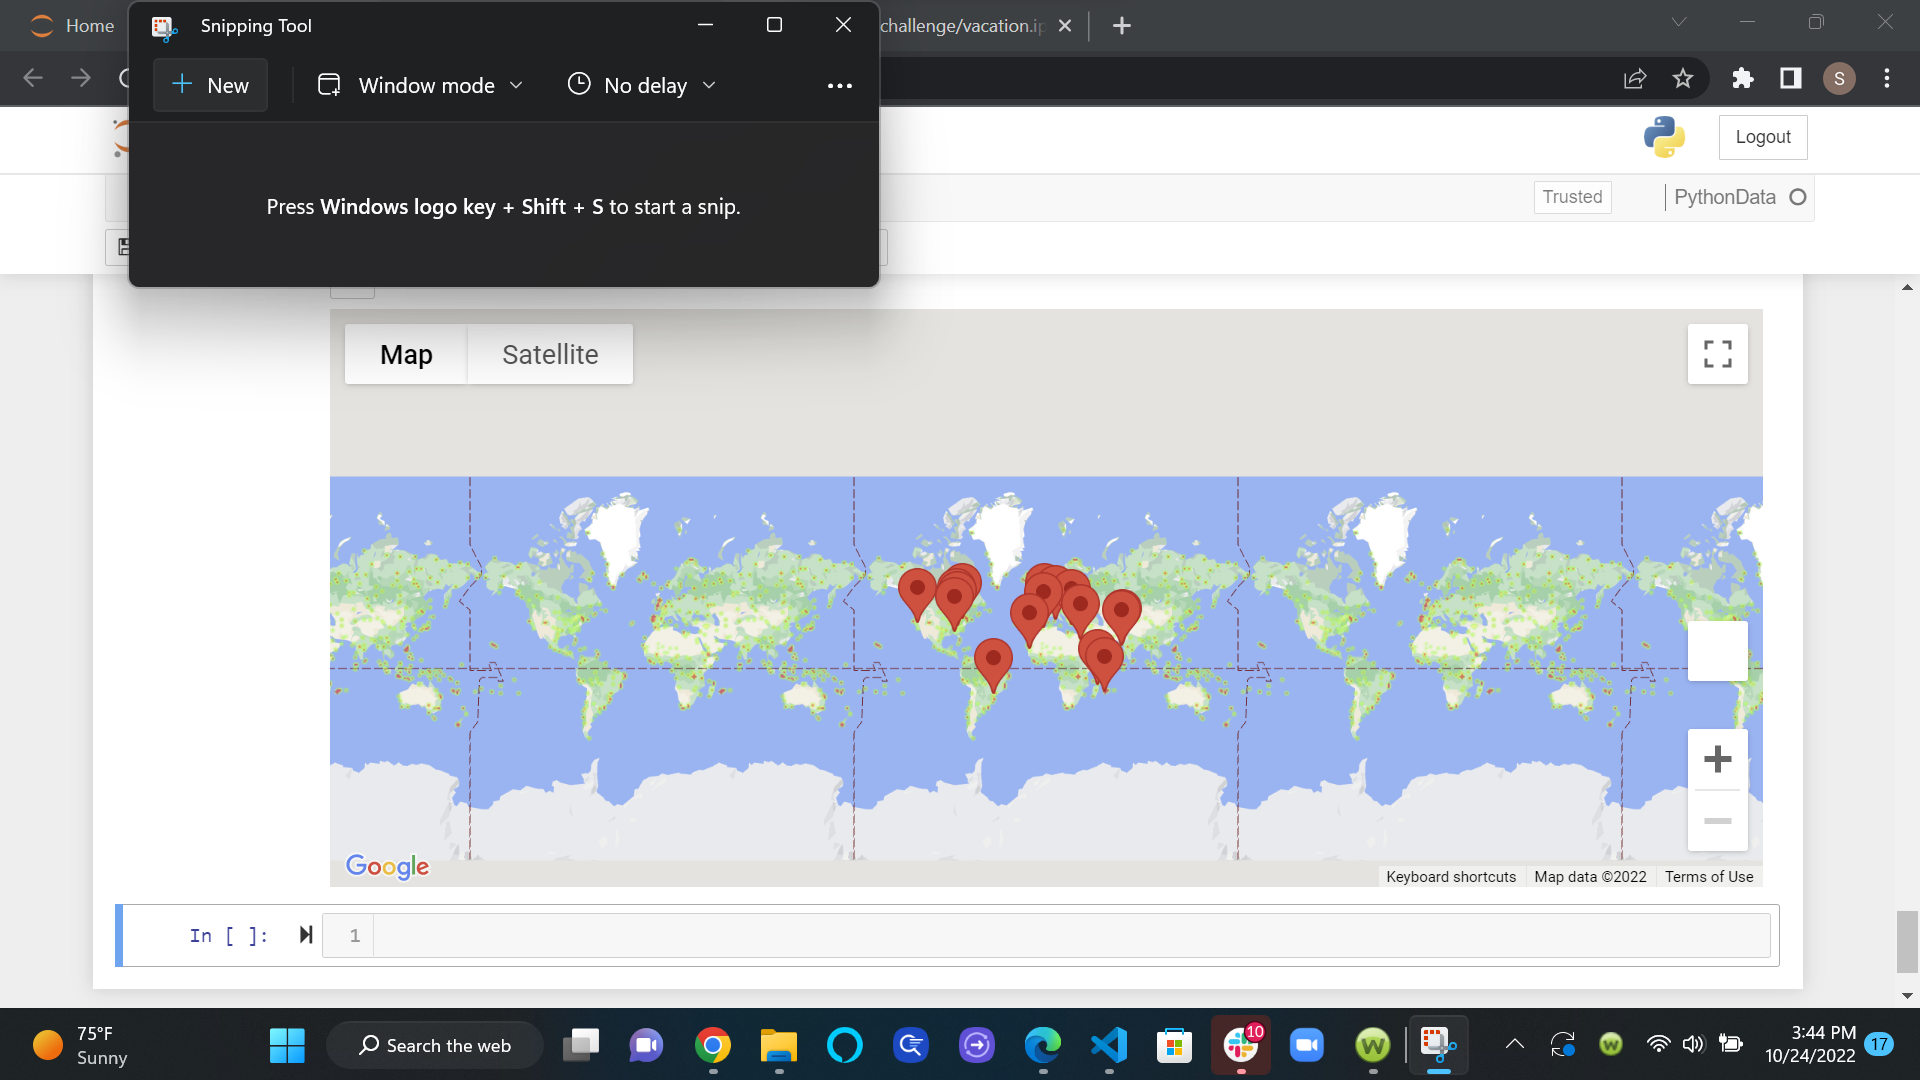 Home
Snipping Tool
challenge/vacation.ip
New
Window mode
No delay
S
Press Windows logo key + Shift + S to start a snip.
Logout
Trusted
PythonData
Map
Satellite
Google
Keyboard shortcuts
Map data ©2022
Terms of Use
In [ ]:
1
75°F
Sunny
Search the web
10
3:44 PM
10/24/2022
17